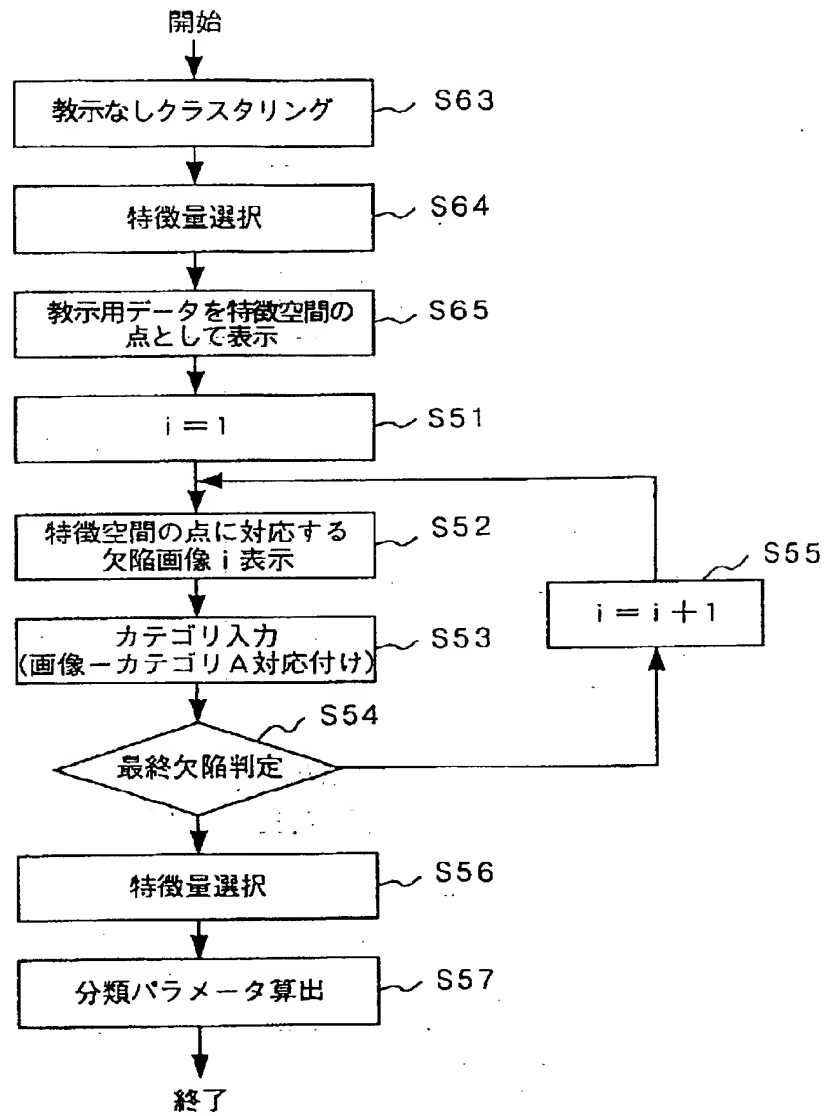 開始
教示なしクラスタリング
S63
特徴量選択
S64
教示用データを特徴空間の
点として表示
S65
i=1
S51
特徴空間の点に対応する
欠陥画像i表示
S52
カテゴリ入力
(画像-カテゴリA対応付け)
S53
最終欠陥判定
S54
i=i+1
S55
特徴量選択
S56
分類パラメータ算出
S57
終了